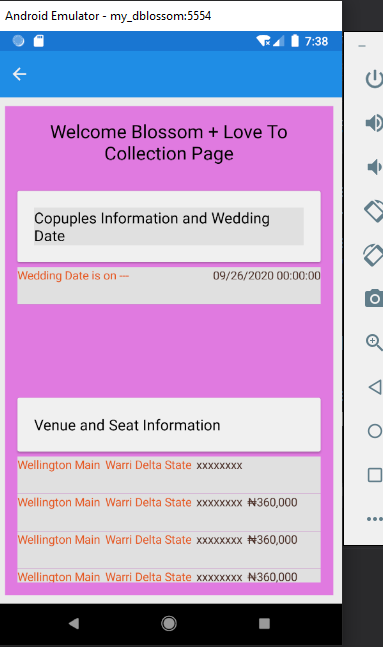 Android Emulator - my_dblossom:5554
7:38
Welcome Blossom + Love To
Collection Page
Copuples Information and Wedding
Date
Wedding Date is on --- 09/26/2020 00:00:00
Venue and Seat Information
Wellington Main Warri Delta State xxxxxxxx
Wellington Main Warri Delta State xxxxxxxx ₦360,000
Wellington Main Warri Delta State xxxxxxxx ₦360,000
Wellington Main Warri Delta State xxxxxxxx ₦360,000